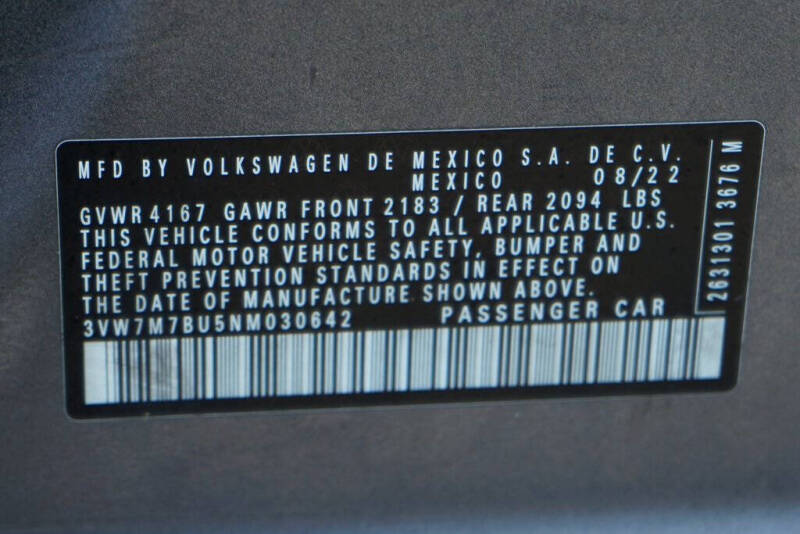 MFD BY VOLKSWAGEN DE MEXICO S.A. DE C.V.
MEXICO 08/22
GVWR 4167 GAWR FRONT 2183 / REAR 2094 LBS
THIS VEHICLE CONFORMS TO ALL APPLICABLE U.S.
FEDERAL MOTOR VEHICLE SAFETY, BUMPER AND
THEFT PREVENTION STANDARDS IN EFFECT ON
THE DATE OF MANUFACTURE SHOWN ABOVE.
3VW7M7BU5NM030642 PASSENGER CAR
2631301 3676 M